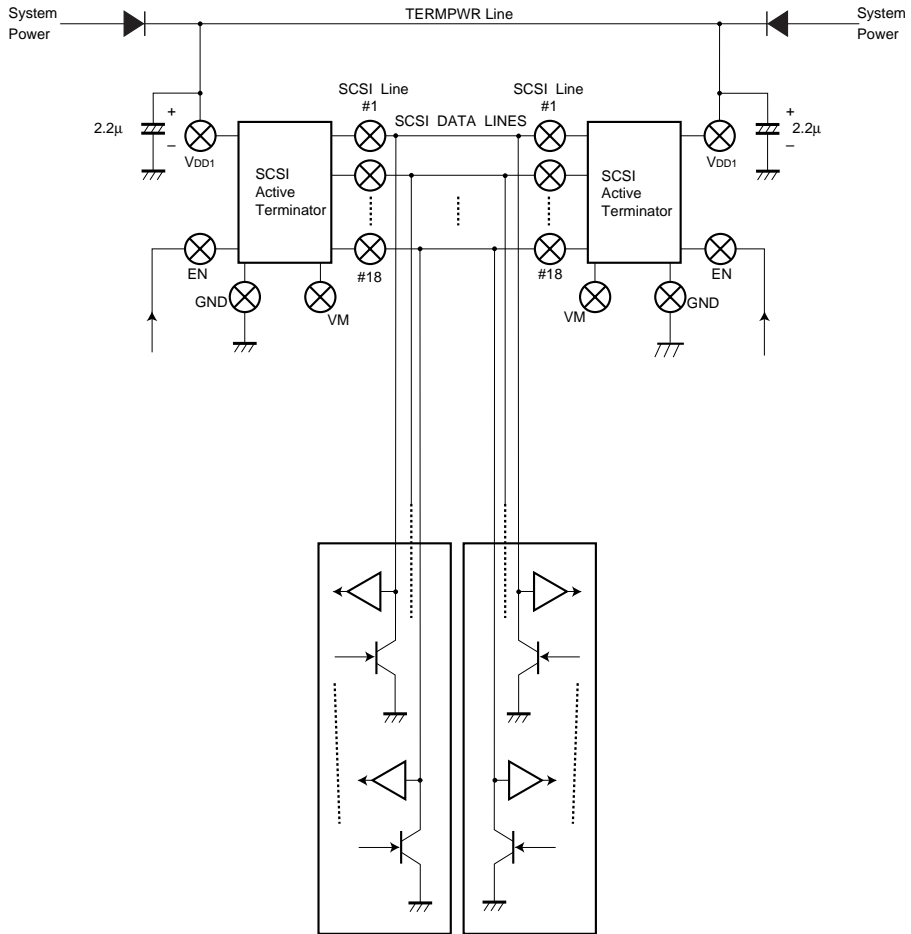 System
Power
TERMPWR Line
System
Power
SCSI Line
#1
SCSI Line
#1
SCSI DATA LINES
+
2.2μ
–
VDD1
SCSI
Active
Terminator
SCSI
Active
Terminator
+
2.2μ
–
VDD1
EN
#18
#18
EN
GND
VM
VM
GND